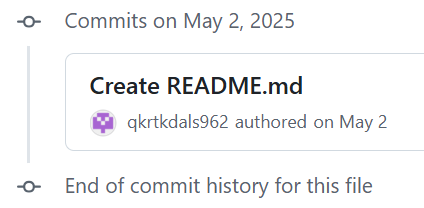 Commits on May 2, 2025
Create README.md
qkrtkdals962 authored on May 2
End of commit history for this file